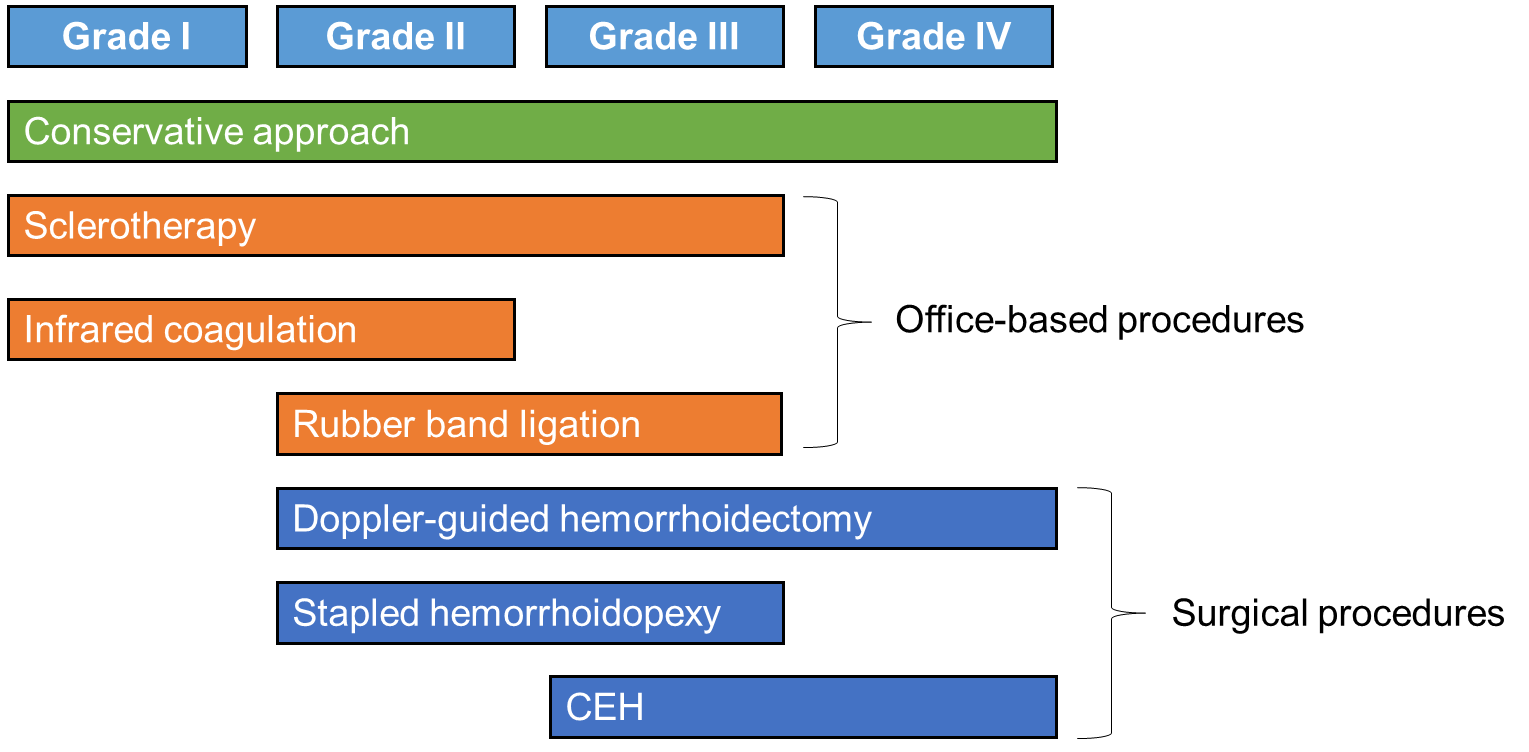 Grade I
Grade II
Grade III
Grade IV
Conservative approach
Sclerotherapy
Infrared coagulation
Office-based procedures
Rubber band ligation
Doppler-guided hemorrhoidectomy
Stapled hemorrhoidopexy
Surgical procedures
CEH